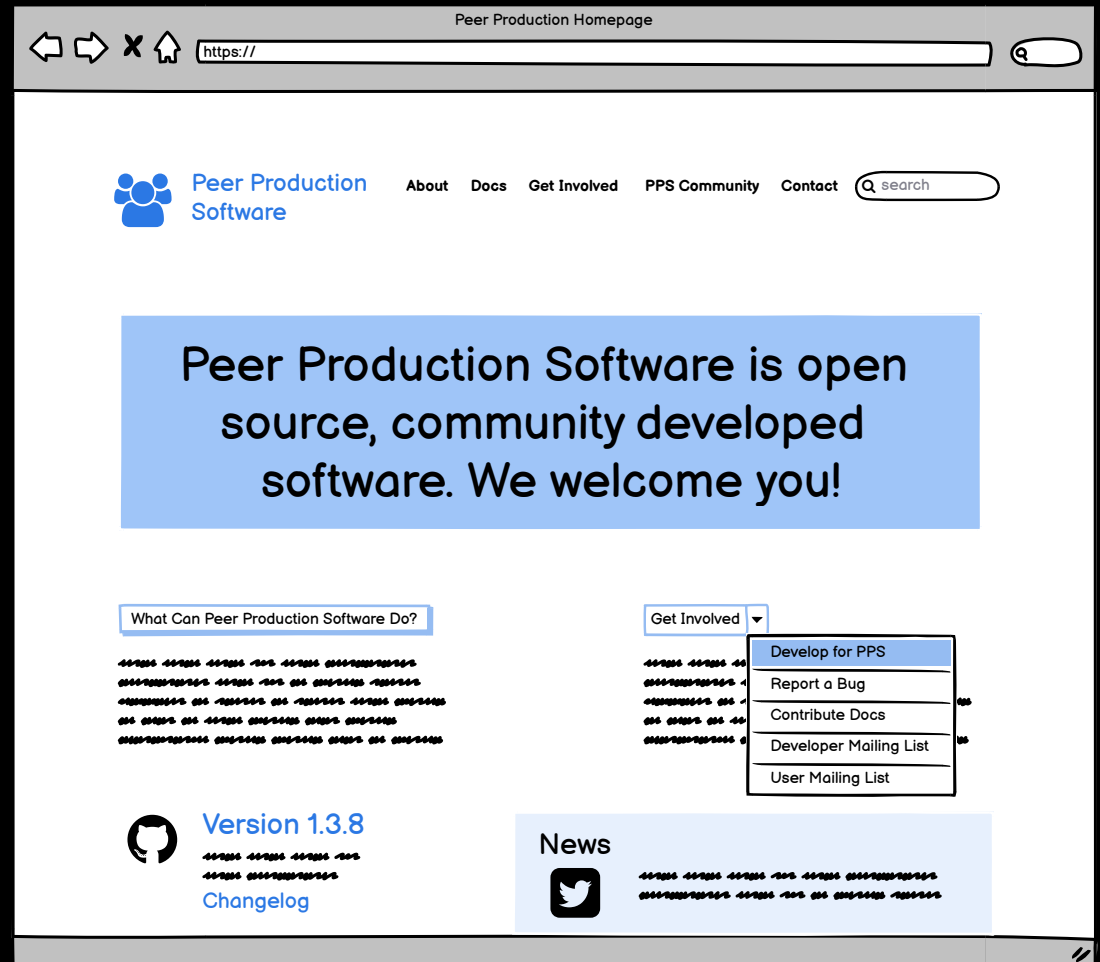 Peer Production Homepage
https://
Peer Production
Software
About Docs Get Involved PPS Community Contact search
Peer Production Software is open
source, community developed
software. We welcome you!
What Can Peer Production Software Do?
Get Involved
Develop for PPS
Report a Bug
Contribute Docs
Developer Mailing List
User Mailing List
Version 1.3.8
Changelog
News